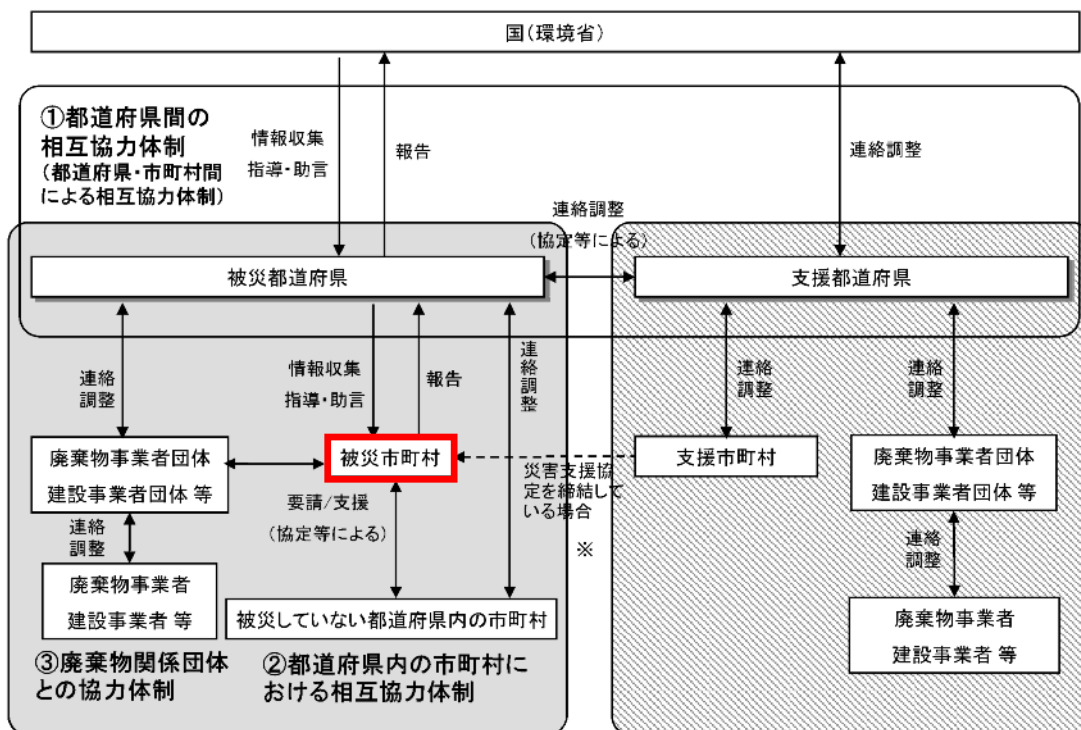 国(環境省)
①都道府県間の
相互協力体制
(都道府県・市町村間
による相互協力体制)
情報収集
指導・助言
報告
連絡調整
連絡調整
(協定等による)
被災都道府県
支援都道府県
連絡
調整
情報収集
指導・助言
報告
連絡調整
連絡
調整
連絡
調整
廃棄物事業者団体
建設事業者団体 等
被災市町村
災害支援協
定を締結して
いる場合
※
支援市町村
廃棄物事業者団体
建設事業者団体 等
要請/支援
(協定等による)
連絡
調整
連絡
調整
廃棄物事業者
建設事業者 等
被災していない都道府県内の市町村
廃棄物事業者
建設事業者 等
③廃棄物関係団体
との協力体制
②都道府県内の市町村に
おける相互協力体制